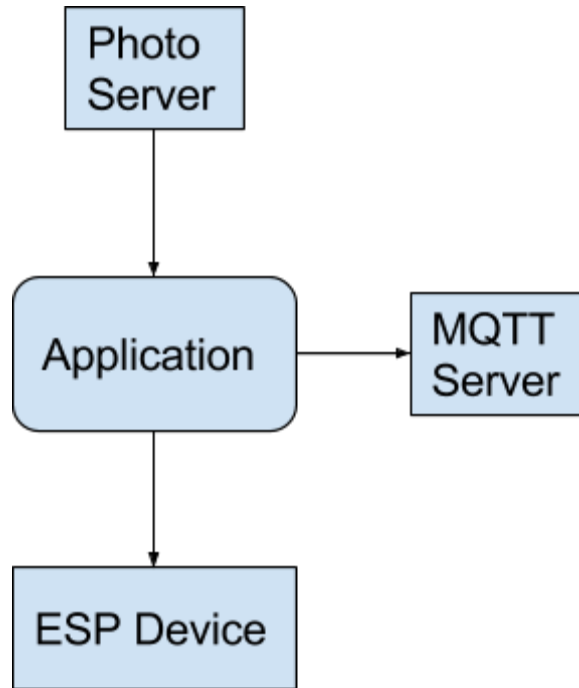 Photo
Server
Application
MQTT
Server
ESP Device